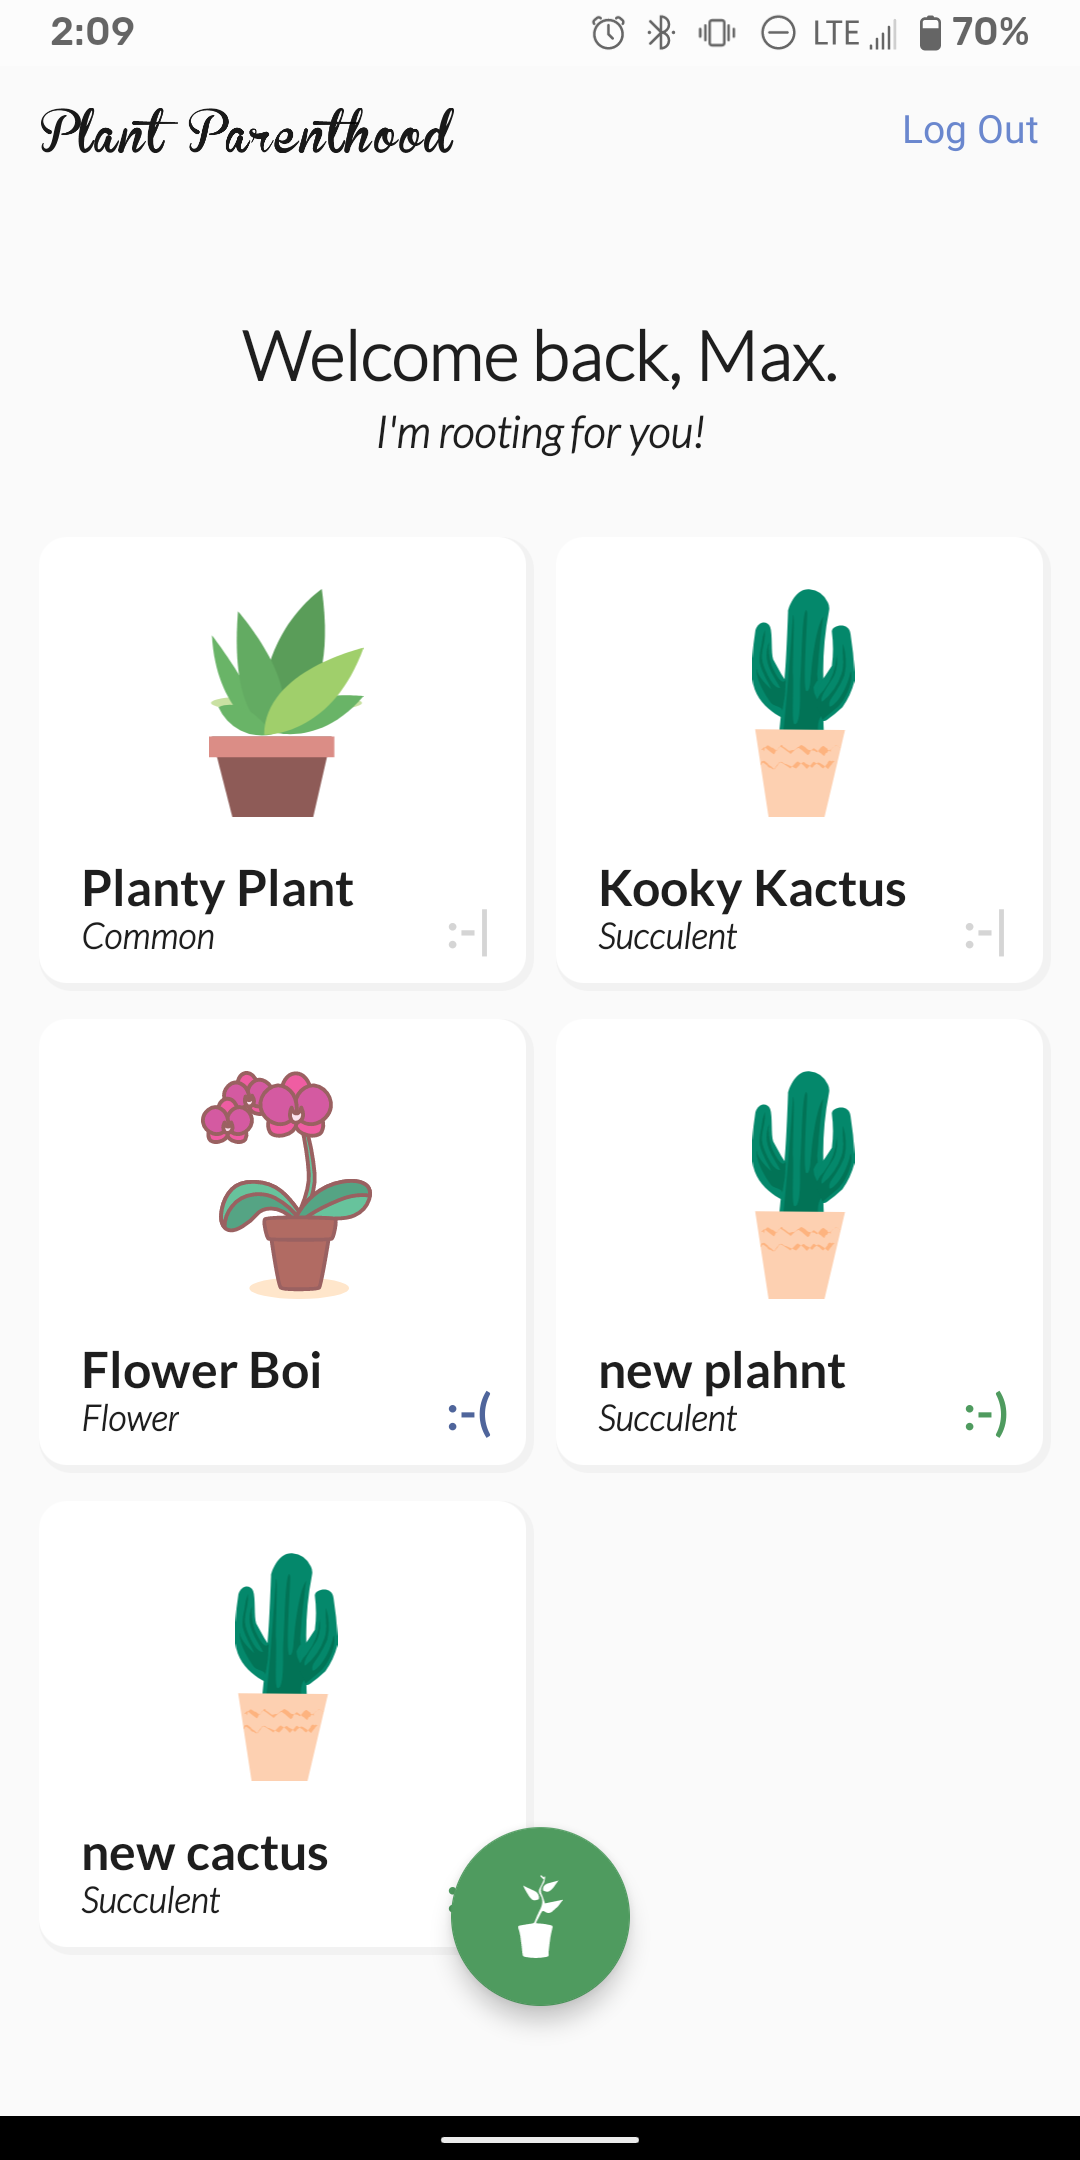 2:09 LTE 70%
Plant Parenthood Log Out
Welcome back, Max.
I'm rooting for you!
Planty Plant
Common :-|
Kooky Kactus
Succulent :-|
Flower Boi
Flower :-(
new plahnt
Succulent :-)
new cactus
Succulent